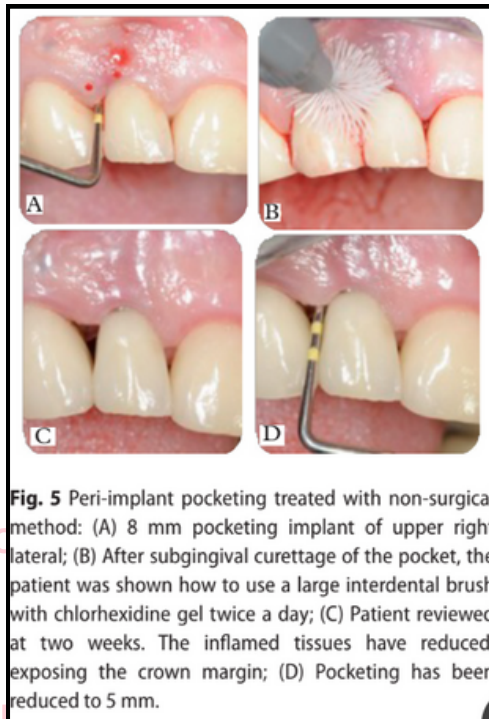 A
B
C
D
Fig. 5 Peri-implant pocketing treated with non-surgical
method: (A) 8 mm pocketing implant of upper right
lateral; (B) After subgingival curettage of the pocket, the
patient was shown how to use a large interdental brush
with chlorhexidine gel twice a day; (C) Patient reviewed
at two weeks. The inflamed tissues have reduced,
exposing the crown margin; (D) Pocketing has been
reduced to 5 mm.